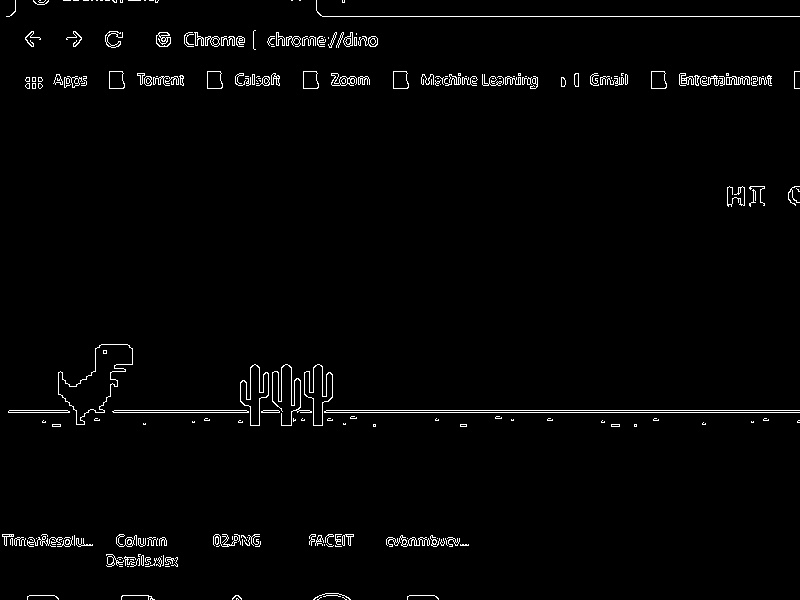 Chrome | chrome://dino
Apps Torrent Calsoft Zoom Machine Learning Gmail Entertainment
HI
TimerResolu... Column Details.xlsx 02.PNG FACEIT cvbnmbvcv...